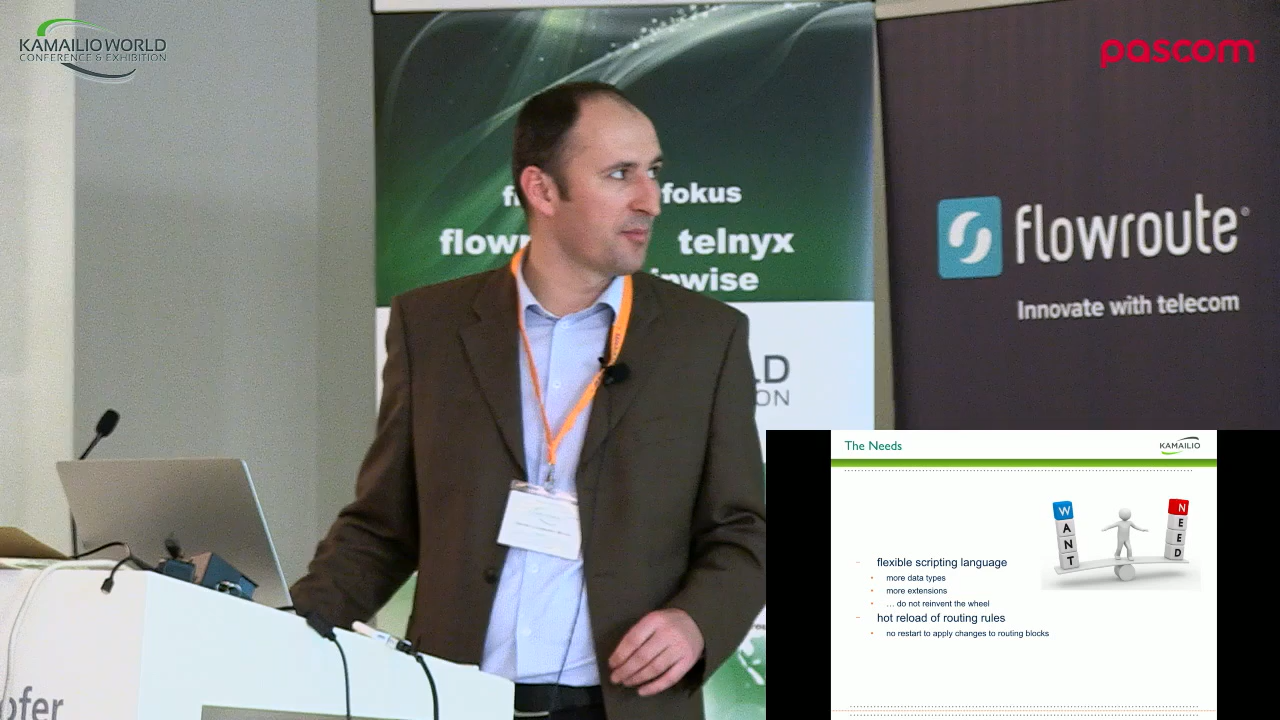 KAMAILIO WORLD
CONFERENCE & EXHIBITION
pascom
fokus
telnyx
flowroute
Innovate with telecom
The Needs
KAMAILIO
WANT
NEED
– flexible scripting language
• more data types
• more extensions
• … do not reinvent the wheel
– hot reload of routing rules
• no restart to apply changes to routing blocks